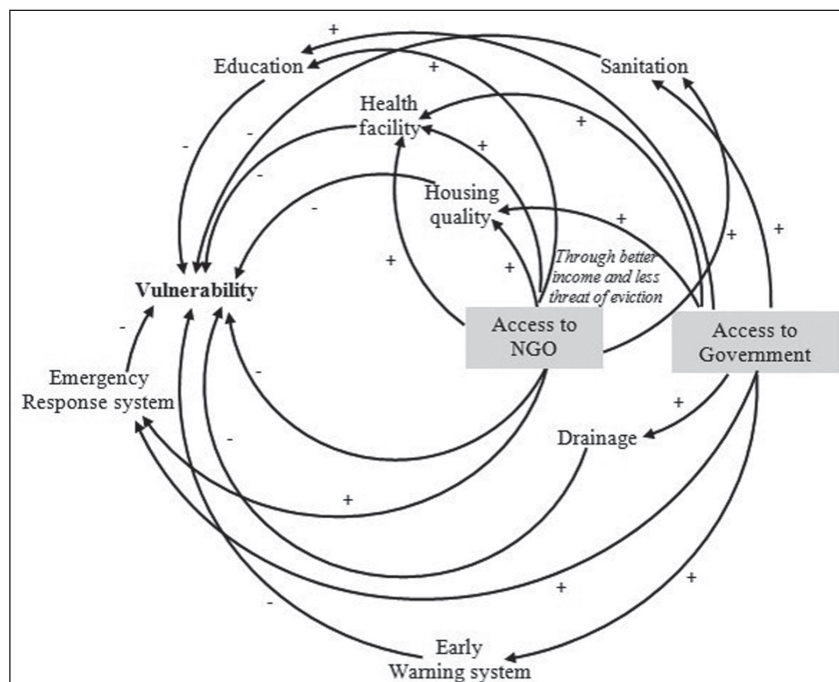 +
Education
Sanitation
+
Health
facility
-
-
+
+
-
-
Housing
quality
-
+
+
+
+
+
Through better
income and less
threat of eviction
Vulnerability
Access to
NGO
Access to
Government
-
-
Emergency
Response system
+
Drainage
-
+
+
+
-
Early
Warning system